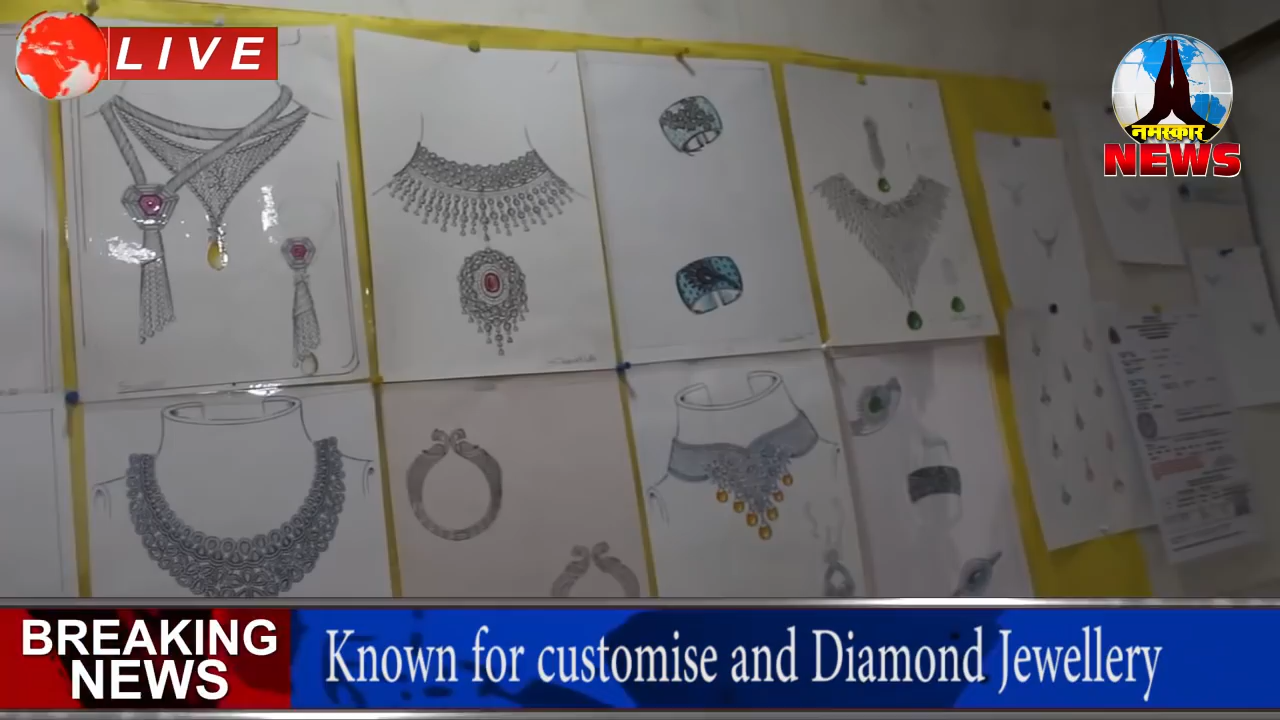 LIVE
नमस्कार
NEWS
BREAKING
NEWS
Known for customise and Diamond Jewellery